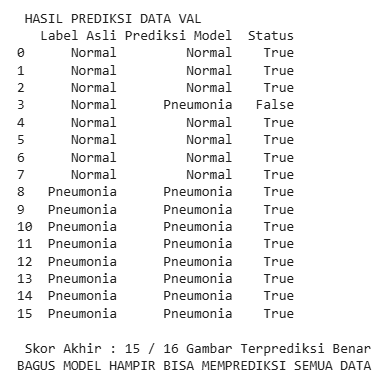 HASIL PREDIKSI DATA VAL
Label Asli Prediksi Model Status
0 Normal Normal True
1 Normal Normal True
2 Normal Normal True
3 Normal Pneumonia False
4 Normal Normal True
5 Normal Normal True
6 Normal Normal True
7 Normal Normal True
8 Pneumonia Pneumonia True
9 Pneumonia Pneumonia True
10 Pneumonia Pneumonia True
11 Pneumonia Pneumonia True
12 Pneumonia Pneumonia True
13 Pneumonia Pneumonia True
14 Pneumonia Pneumonia True
15 Pneumonia Pneumonia True
Skor Akhir : 15 / 16 Gambar Terprediksi Benar
BAGUS MODEL HAMPIR BISA MEMPREDIKSI SEMUA DATA